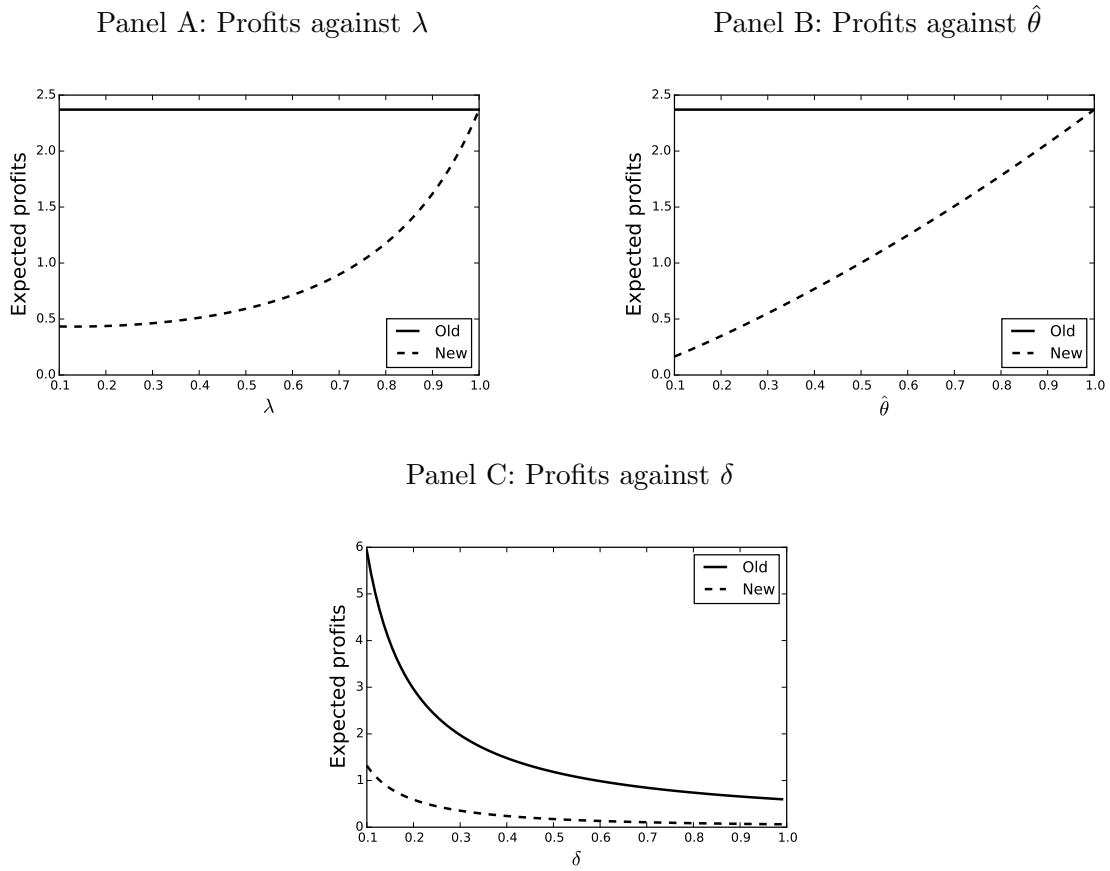 Panel A: Profits against λ
Panel B: Profits against θ̂
Expected profits
2.5
2.0
1.5
1.0
0.5
0.0
0.1 0.2 0.3 0.4 0.5 0.6 0.7 0.8 0.9 1.0
λ
Old
New
Expected profits
2.5
2.0
1.5
1.0
0.5
0.0
0.1 0.2 0.3 0.4 0.5 0.6 0.7 0.8 0.9 1.0
θ̂
Old
New
Panel C: Profits against δ
Expected profits
6
5
4
3
2
1
0
0.1 0.2 0.3 0.4 0.5 0.6 0.7 0.8 0.9 1.0
δ
Old
New